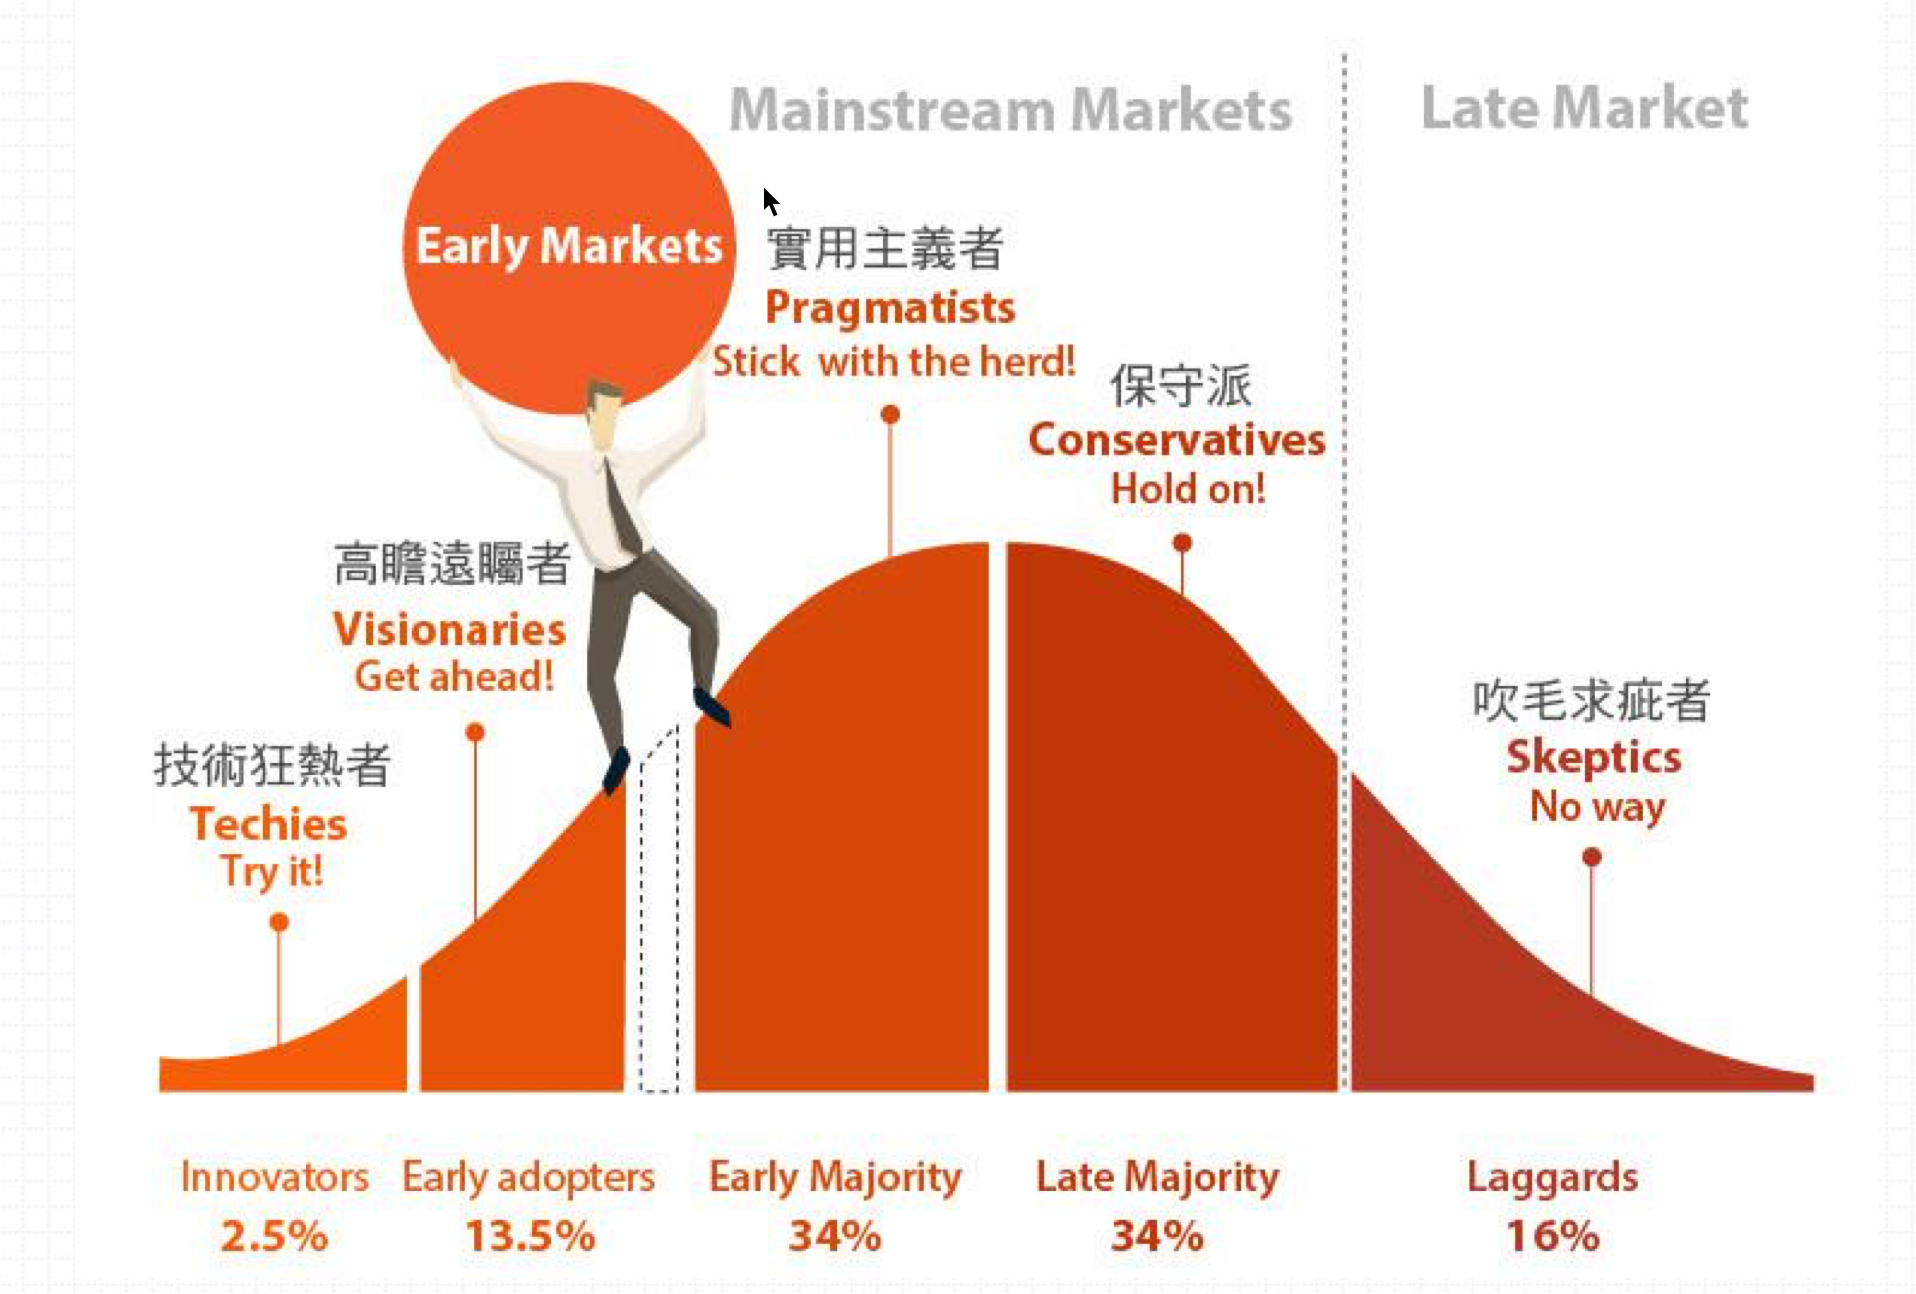 Mainstream Markets
Late Market
Early Markets
實用主義者
Pragmatists
Stick with the herd!
保守派
Conservatives
Hold on!
高瞻遠矚者
Visionaries
Get ahead!
技術狂熱者
Techies
Try it!
吹毛求疵者
Skeptics
No way
Innovators
2.5%
Early adopters
13.5%
Early Majority
34%
Late Majority
34%
Laggards
16%